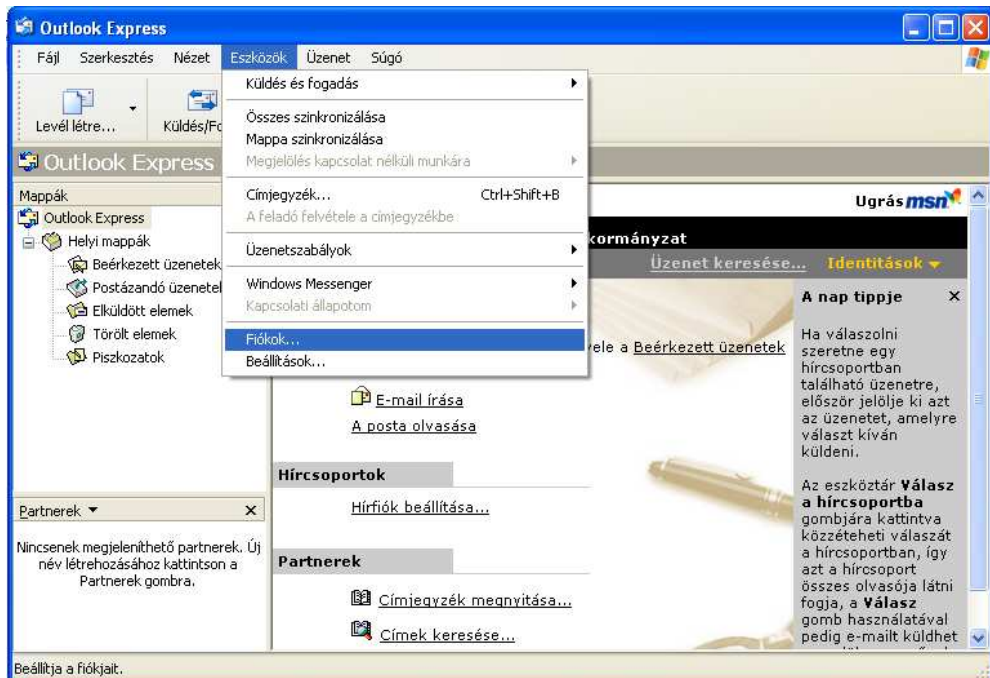 Outlook Express
Fájl Szerkesztés Nézet Eszközök Üzenet Súgó
Levél létre... Küldés/Fo
Küldés és fogadás
Összes szinkronizálása
Mappa szinkronizálása
Megjelölés kapcsolat nélküli munkára
Címjegyzék... Ctrl+Shift+B
A feladó felvétele a címjegyzékbe
Üzenetszabályok
Windows Messenger
Kapcsolati állapotom
Fiókok...
Beállítások...
Outlook Express
Mappák
Outlook Express
Helyi mappák
Beérkezett üzenetek
Postázandó üzenetel
Elküldött elemek
Törölt elemek
Piszkozatok
Partnerek
Nincsenek megjeleníthető partnerek. Új
név létrehozásához kattintson a
Partnerek gombra.
Ugrás msn
kormányzat
Üzenet keresése... Identitások
vele a Beérkezett üzenetek
E-mail írása
A posta olvasása
Hírcsoportok
Hírfiók beállítása...
Partnerek
Címjegyzék megnyitása...
Címek keresése...
A nap tippje
Ha válaszolni
szeretne egy
hírcsoportban
található üzenetre,
először jelölje ki azt
az üzenetet, amelyre
választ kíván
küldeni.
Az eszköztár Válasz
a hírcsoportba
gombjára kattintva
közzéteheti válaszát
a hírcsoportban, így
azt a hírcsoport
összes olvasója látni
fogja, a Válasz
gomb használatával
pedig e-mailt küldhet
Beállítja a fiókjait.